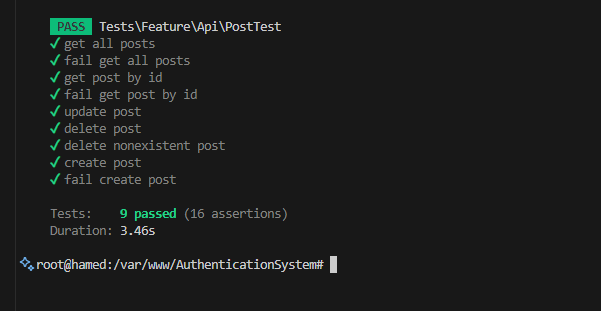 PASS Tests\Feature\Api\PostTest
✓ get all posts
✓ fail get all posts
✓ get post by id
✓ fail get post by id
✓ update post
✓ delete post
✓ delete nonexistent post
✓ create post
✓ fail create post
Tests: 9 passed (16 assertions)
Duration: 3.46s
root@hamed:/var/www/AuthenticationSystem#